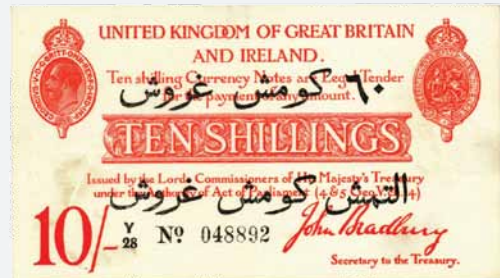 UNITED KINGDOM OF GREAT BRITAIN
AND IRELAND.
Ten shilling Currency Notes are Legal Tender
for the payment of any amount.
٦٠ كومش غروش
TEN SHILLINGS
Issued by the Lords Commissioners of His Majesty's Treasury
under the Authority of Act of Parliament (4 & 5 Geo. V. 14)
التمش كومش غروش
10/- Y/28 Nº 048892
John Bradbury
Secretary to the Treasury.